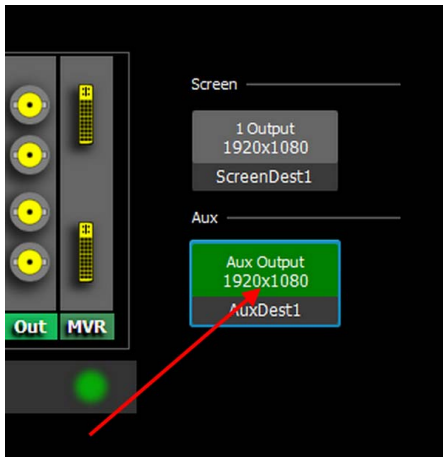 Screen
1 Output
1920x1080
ScreenDest1
Aux
Aux Output
1920x1080
AuxDest1
Out MVR